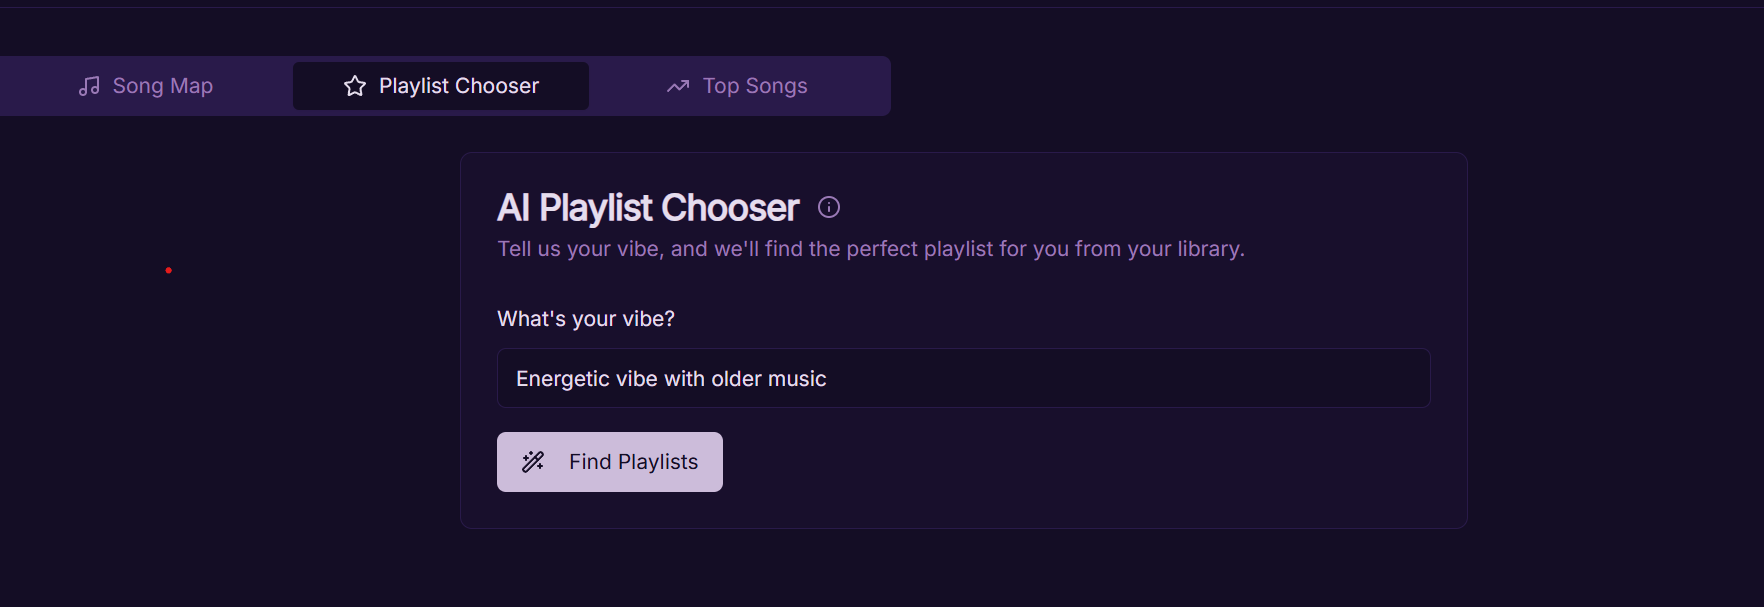 Song Map
Playlist Chooser
Top Songs
AI Playlist Chooser
Tell us your vibe, and we'll find the perfect playlist for you from your library.
What's your vibe?
Energetic vibe with older music
Find Playlists